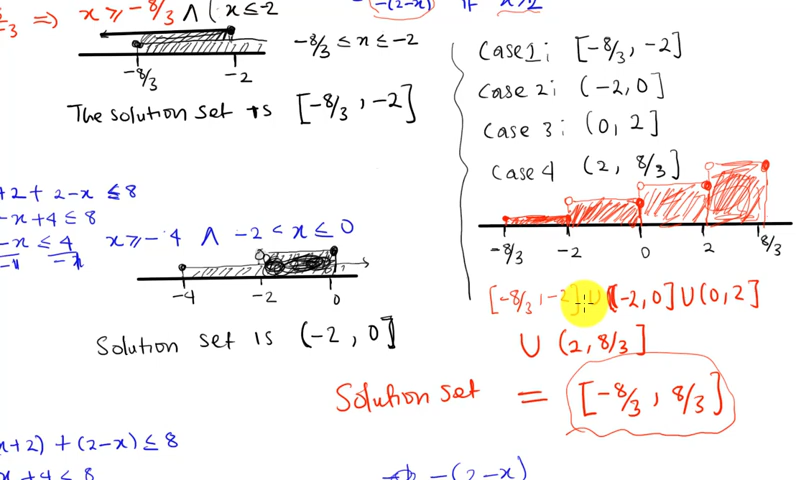 ⇒ x ≥ -8/3 ∧ ( x ≤ -2
-(2-x) if x > 2
-8/3 -2
-8/3 ≤ x ≤ -2
The solution set is [-8/3, -2]
+2 + 2-x ≤ 8
-x+4 ≤ 8
-x ≤ 4
x ≥ -4 ∧ -2 < x ≤ 0
-4 -2 0
Solution set is (-2, 0]
(x+2) + (2-x) ≤ 8
x+4 ≤ 8
Case 1: [-8/3, -2]
Case 2: (-2, 0]
Case 3: (0, 2]
Case 4 (2, 8/3]
-8/3 -2 0 2 8/3
[-8/3, -2] U (-2, 0] U (0, 2]
U (2, 8/3]
Solution set = [-8/3, 8/3]
-(2-x)